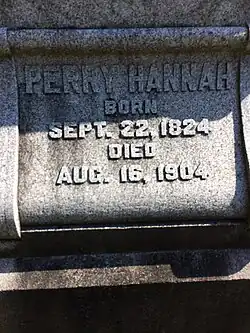 PERRY HANNAH
BORN
SEPT. 22, 1824
DIED
AUG. 16, 1904